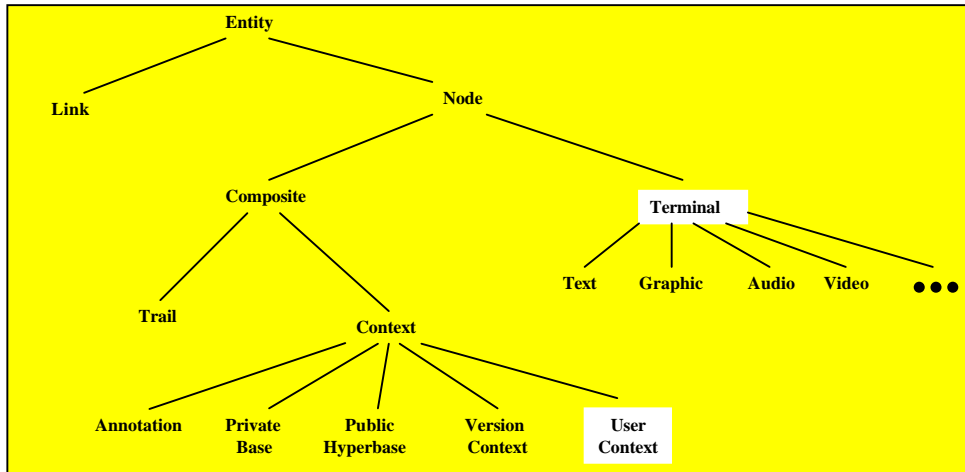 Entity
Link
Node
Composite
Terminal
Text Graphic Audio Video
Trail
Context
Annotation Private Public Version User
Base Hyperbase Context Context